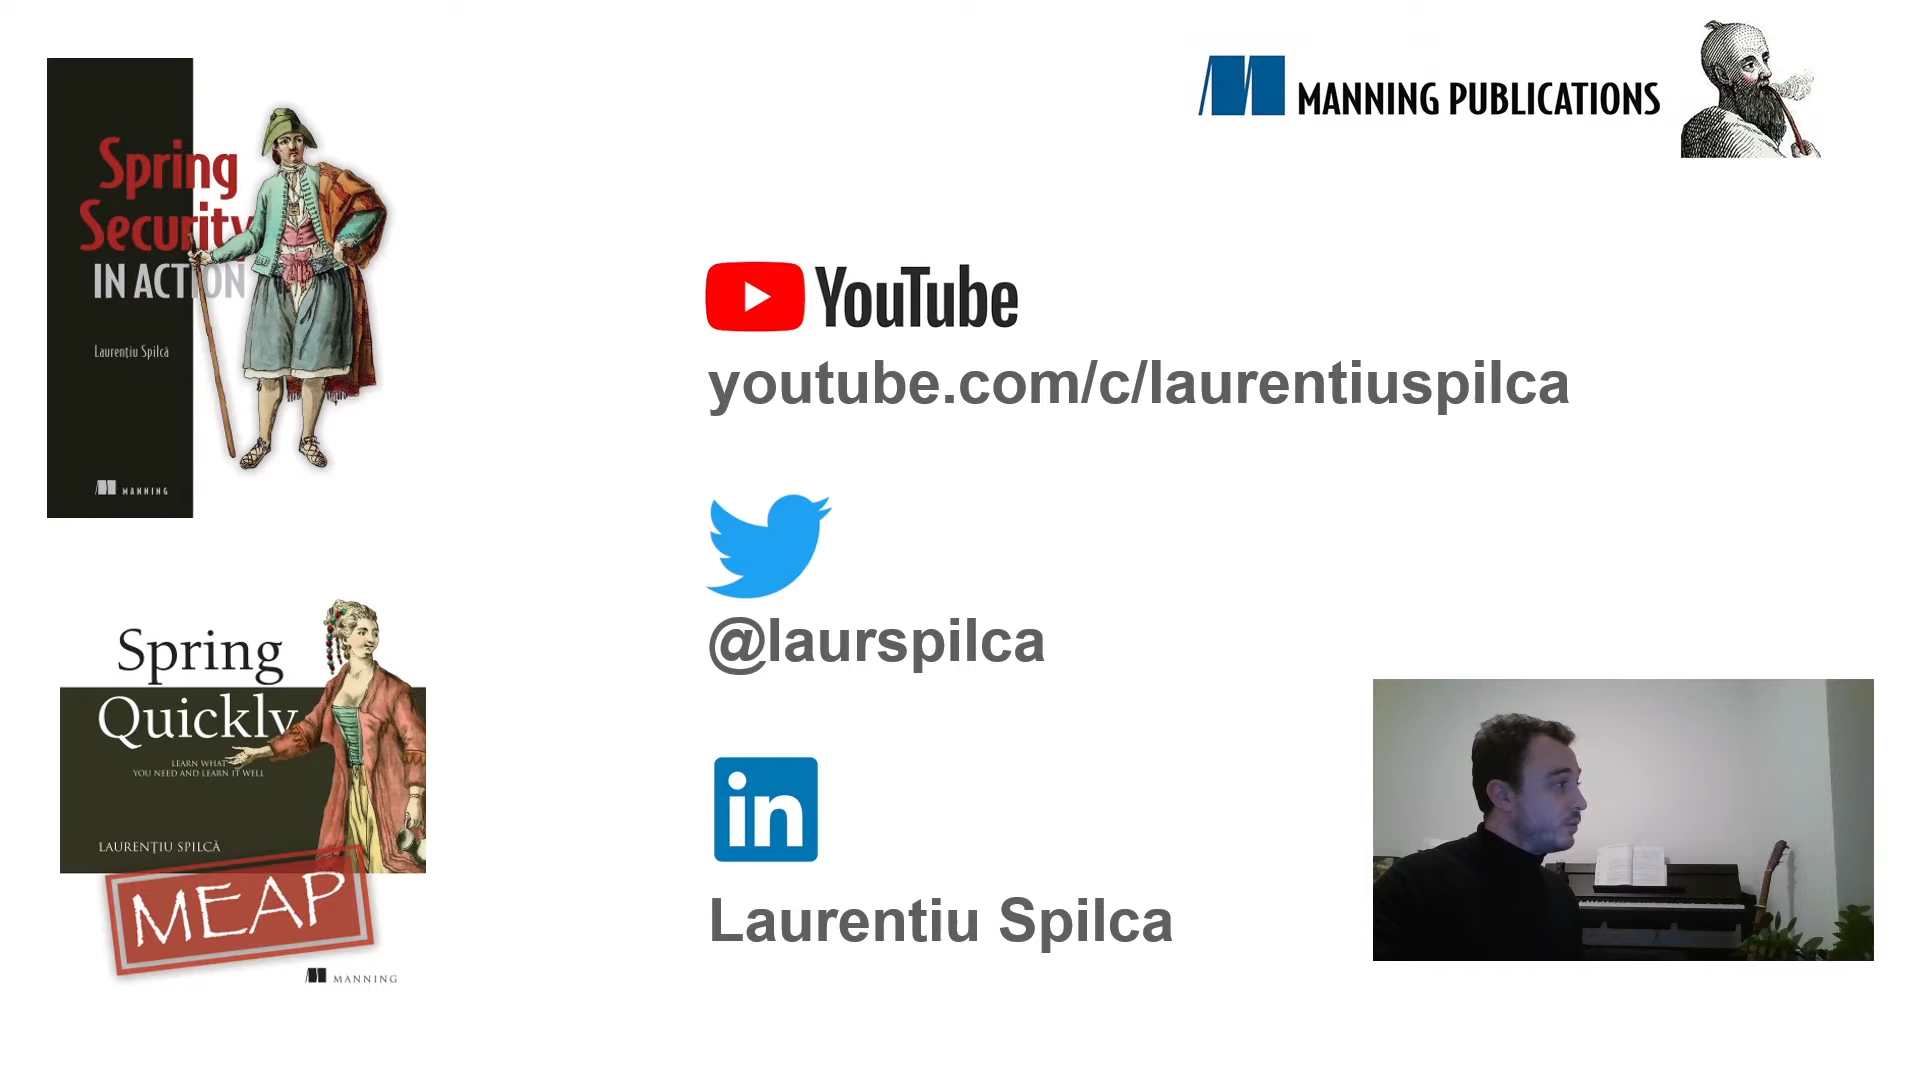 MANNING PUBLICATIONS
Spring
Security
IN ACTION
Laurențiu Spilcă
MANNING
YouTube
youtube.com/c/laurentiuspilca
@laurspilca
Spring
Quickly
LEARN WHAT
YOU NEED AND LEARN IT WELL
LAURENȚIU SPILCĂ
MEAP
MANNING
in
Laurentiu Spilca